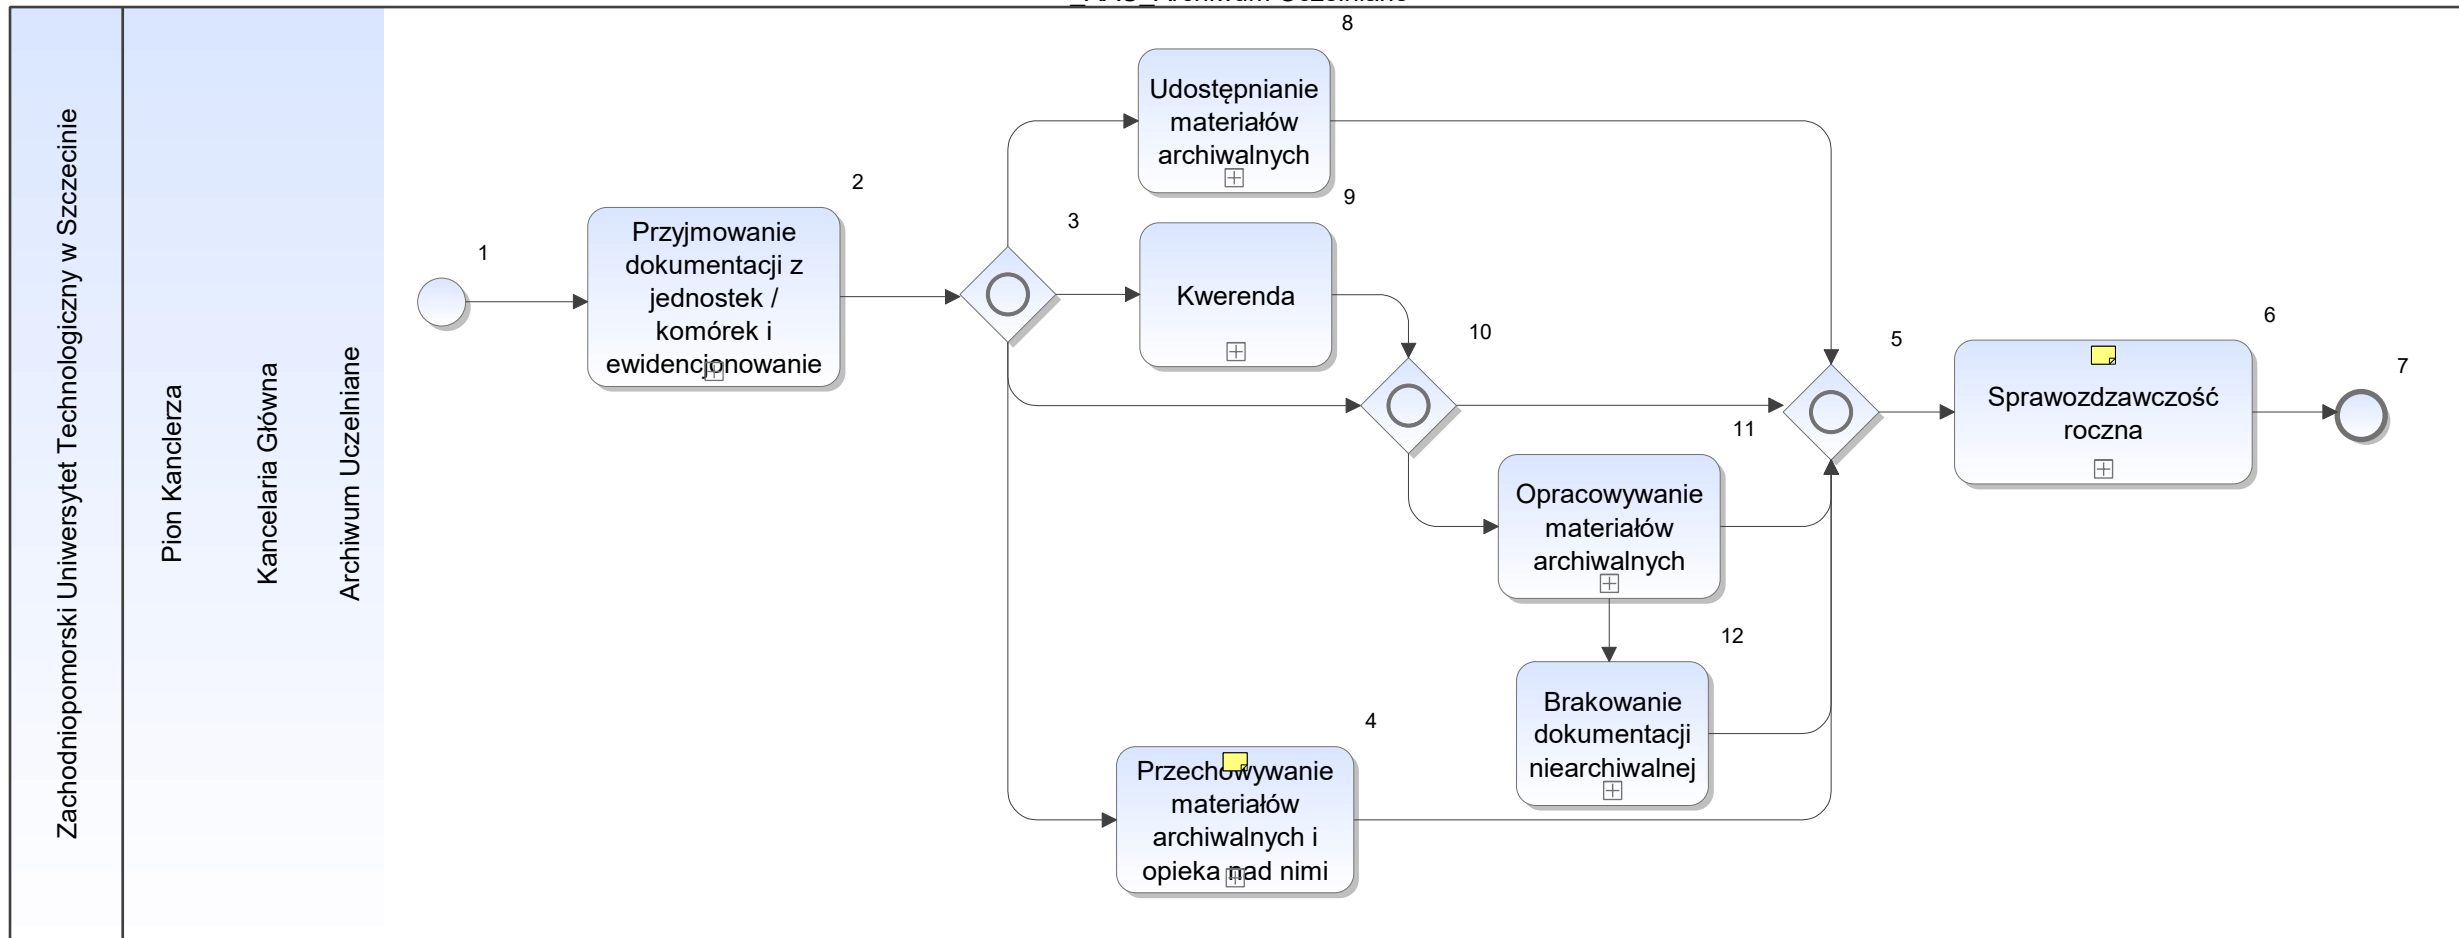 Zachodniopomorski Uniwersytet Technologiczny w Szczecinie
Pion Kanclerza
Kancelaria Główna
Archiwum Uczelniane
1
2
Przyjmowanie
dokumentacji z
jednostek /
komórek i
ewidencjonowanie
3
8
Udostępnianie
materiałów
archiwalnych
9
Kwerenda
10
11
Opracowywanie
materiałów
archiwalnych
12
Brakowanie
dokumentacji
niearchiwalnej
4
Przechowywanie
materiałów
archiwalnych i
opieka nad nimi
5
6
Sprawozdzawczość
roczna
7